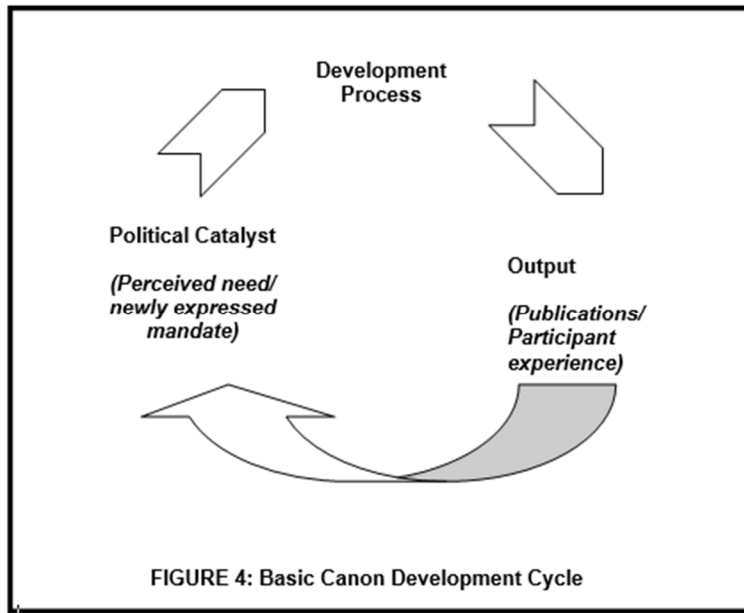 Development
Process
Political Catalyst
(Perceived need/
newly expressed
mandate)
Output
(Publications/
Participant
experience)
FIGURE 4: Basic Canon Development Cycle